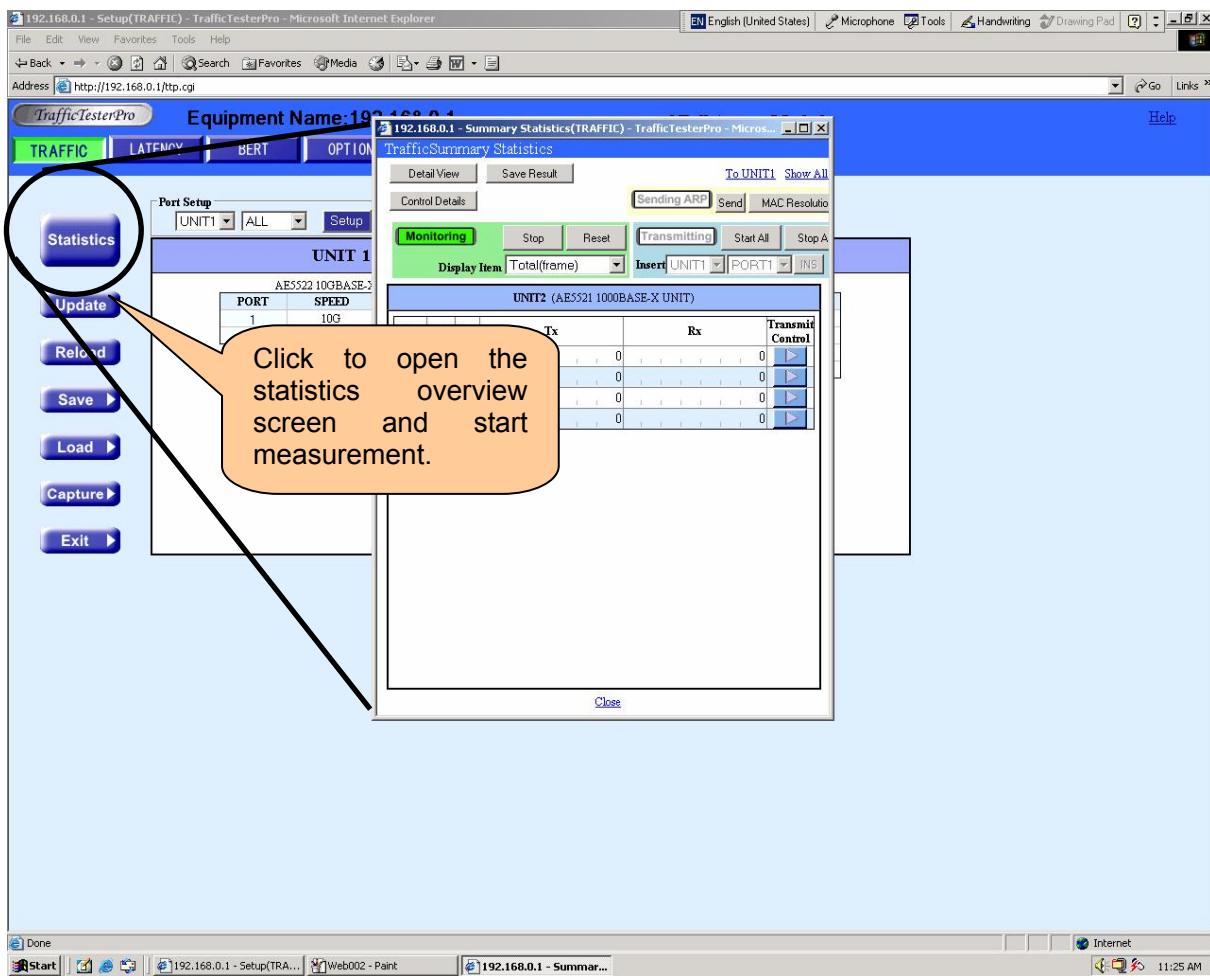 192.168.0.1 - Setup(TRAFFIC) - TrafficTesterPro - Microsoft Internet Explorer
EN English (United States) Microphone Tools Handwriting Drawing Pad
File Edit View Favorites Tools Help
Back Search Favorites Media
Address http://192.168.0.1/ttp.cgi Go Links »
TrafficTesterPro Equipment Name:192.168.0.1 Help
TRAFFIC LATENCY BERT OPTION
Statistics
Update
Reload
Save
Load
Capture
Exit
Port Setup
UNIT1 ALL Setup
UNIT 1
AE5522 10GBASE-
PORT SPEED
1 10G
Click to open the
statistics overview
screen and start
measurement.
192.168.0.1 - Summary Statistics(TRAFFIC) - TrafficTesterPro - Micros...
TrafficSummary Statistics
Detail View Save Result To UNIT1 Show All
Control Details Sending ARP Send MAC Resolutio
Monitoring Stop Reset Transmitting Start All Stop A
Display Item Total(frame) Insert UNIT1 PORT1 INS
UNIT2 (AE5521 1000BASE-X UNIT)
Tx Rx Transmit
Control
0 0
0 0
0 0
0 0
Close
Done Internet
Start 192.168.0.1 - Setup(TRA... Web002 - Paint 192.168.0.1 - Summar... 11:25 AM